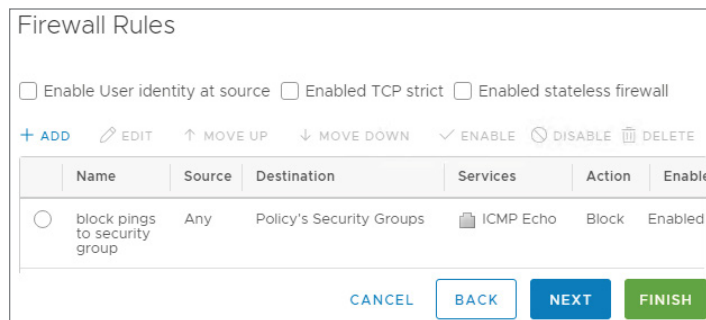 Firewall Rules
Enable User identity at source Enabled TCP strict Enabled stateless firewall
+ ADD EDIT ↑ MOVE UP ↓ MOVE DOWN ✓ ENABLE DISABLE DELETE
Name Source Destination Services Action Enable
block pings Any Policy's Security Groups ICMP Echo Block Enabled
to security
group
CANCEL BACK NEXT FINISH